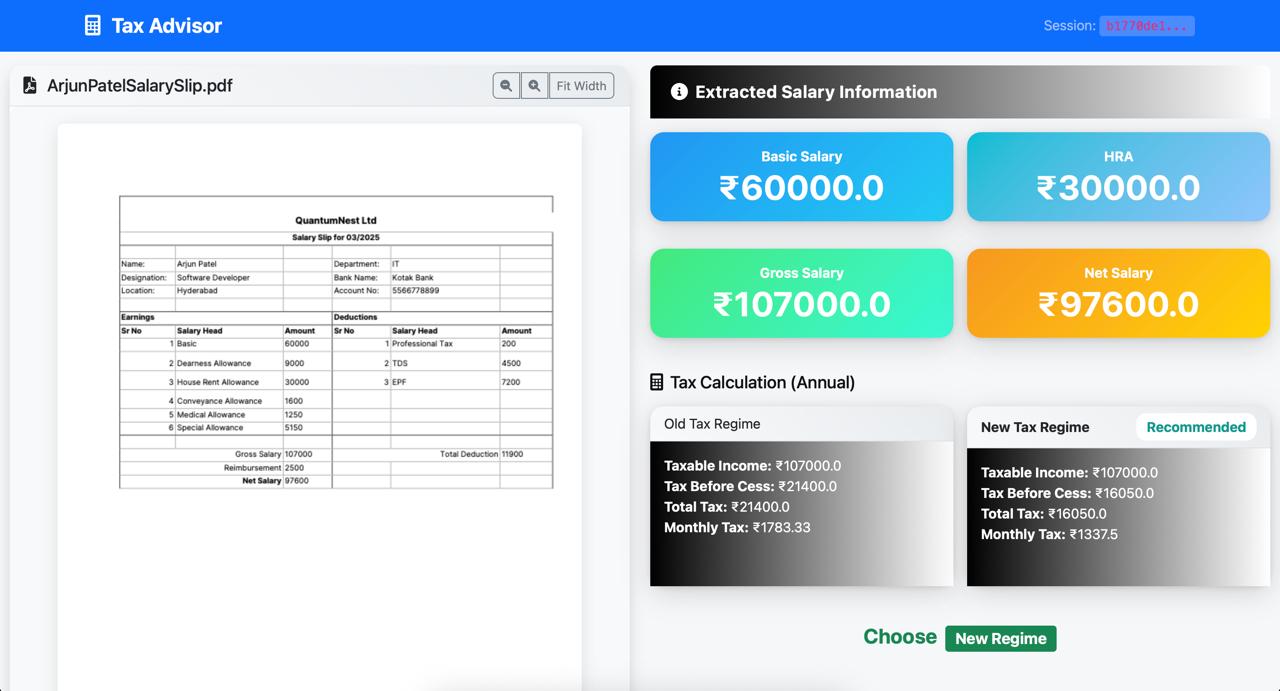 Tax Advisor
Session: b1770de1...
ArjunPatelSalarySlip.pdf
Fit Width
QuantumNest Ltd
Salary Slip for 03/2025
Name: Arjun Patel Department: IT
Designation: Software Developer Bank Name: Kotak Bank
Location: Hyderabad Account No: 5566778899
Earnings Deductions
Sr No Salary Head Amount Sr No Salary Head Amount
1 Basic 60000 1 Professional Tax 200
2 Dearness Allowance 9000 2 TDS 4500
3 House Rent Allowance 30000 3 EPF 7200
4 Conveyance Allowance 1600
5 Medical Allowance 1250
6 Special Allowance 5150
Gross Salary 107000 Total Deduction 11900
Reimbursement 2500
Net Salary 97600
Extracted Salary Information
Basic Salary
₹60000.0
HRA
₹30000.0
Gross Salary
₹107000.0
Net Salary
₹97600.0
Tax Calculation (Annual)
Old Tax Regime
Taxable Income: ₹107000.0
Tax Before Cess: ₹21400.0
Total Tax: ₹21400.0
Monthly Tax: ₹1783.33
New Tax Regime Recommended
Taxable Income: ₹107000.0
Tax Before Cess: ₹16050.0
Total Tax: ₹16050.0
Monthly Tax: ₹1337.5
Choose New Regime